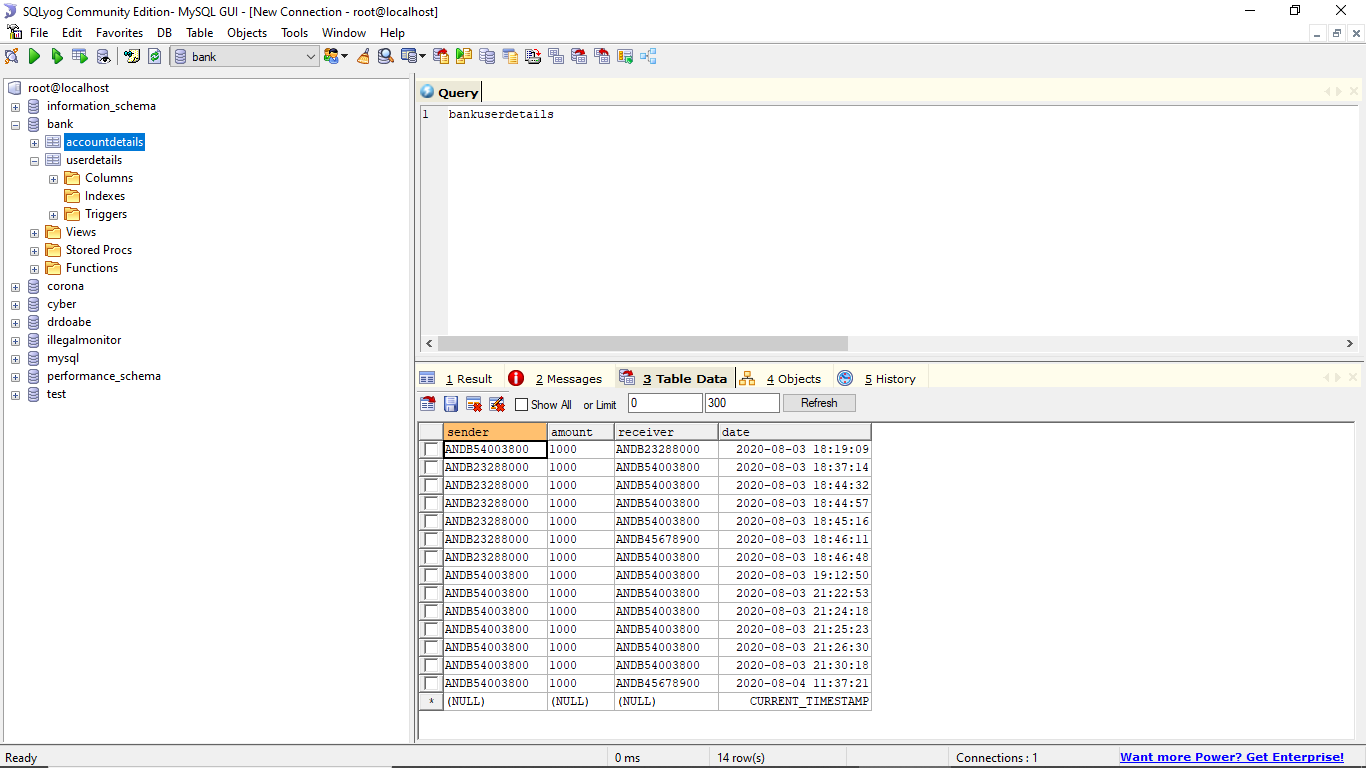 SQLyog Community Edition- MySQL GUI - [New Connection - root@localhost]
File Edit Favorites DB Table Objects Tools Window Help
bank
root@localhost
information_schema
bank
accountdetails
userdetails
Columns
Indexes
Triggers
Views
Stored Procs
Functions
corona
cyber
drdoabe
illegalmonitor
mysql
performance_schema
test
Query
1 bankuserdetails
1 Result 2 Messages 3 Table Data 4 Objects 5 History
Show All or Limit 0 300 Refresh
sender amount receiver date
ANDB54003800 1000 ANDB23288000 2020-08-03 18:19:09
ANDB23288000 1000 ANDB54003800 2020-08-03 18:37:14
ANDB23288000 1000 ANDB54003800 2020-08-03 18:44:32
ANDB23288000 1000 ANDB54003800 2020-08-03 18:44:57
ANDB23288000 1000 ANDB54003800 2020-08-03 18:45:16
ANDB23288000 1000 ANDB45678900 2020-08-03 18:46:11
ANDB23288000 1000 ANDB54003800 2020-08-03 18:46:48
ANDB54003800 1000 ANDB54003800 2020-08-03 19:12:50
ANDB54003800 1000 ANDB54003800 2020-08-03 21:22:53
ANDB54003800 1000 ANDB54003800 2020-08-03 21:24:18
ANDB54003800 1000 ANDB54003800 2020-08-03 21:25:23
ANDB54003800 1000 ANDB54003800 2020-08-03 21:26:30
ANDB54003800 1000 ANDB54003800 2020-08-03 21:30:18
ANDB54003800 1000 ANDB45678900 2020-08-04 11:37:21
* (NULL) (NULL) (NULL) CURRENT_TIMESTAMP
Ready 0 ms 14 row(s) Connections : 1 Want more Power? Get Enterprise!